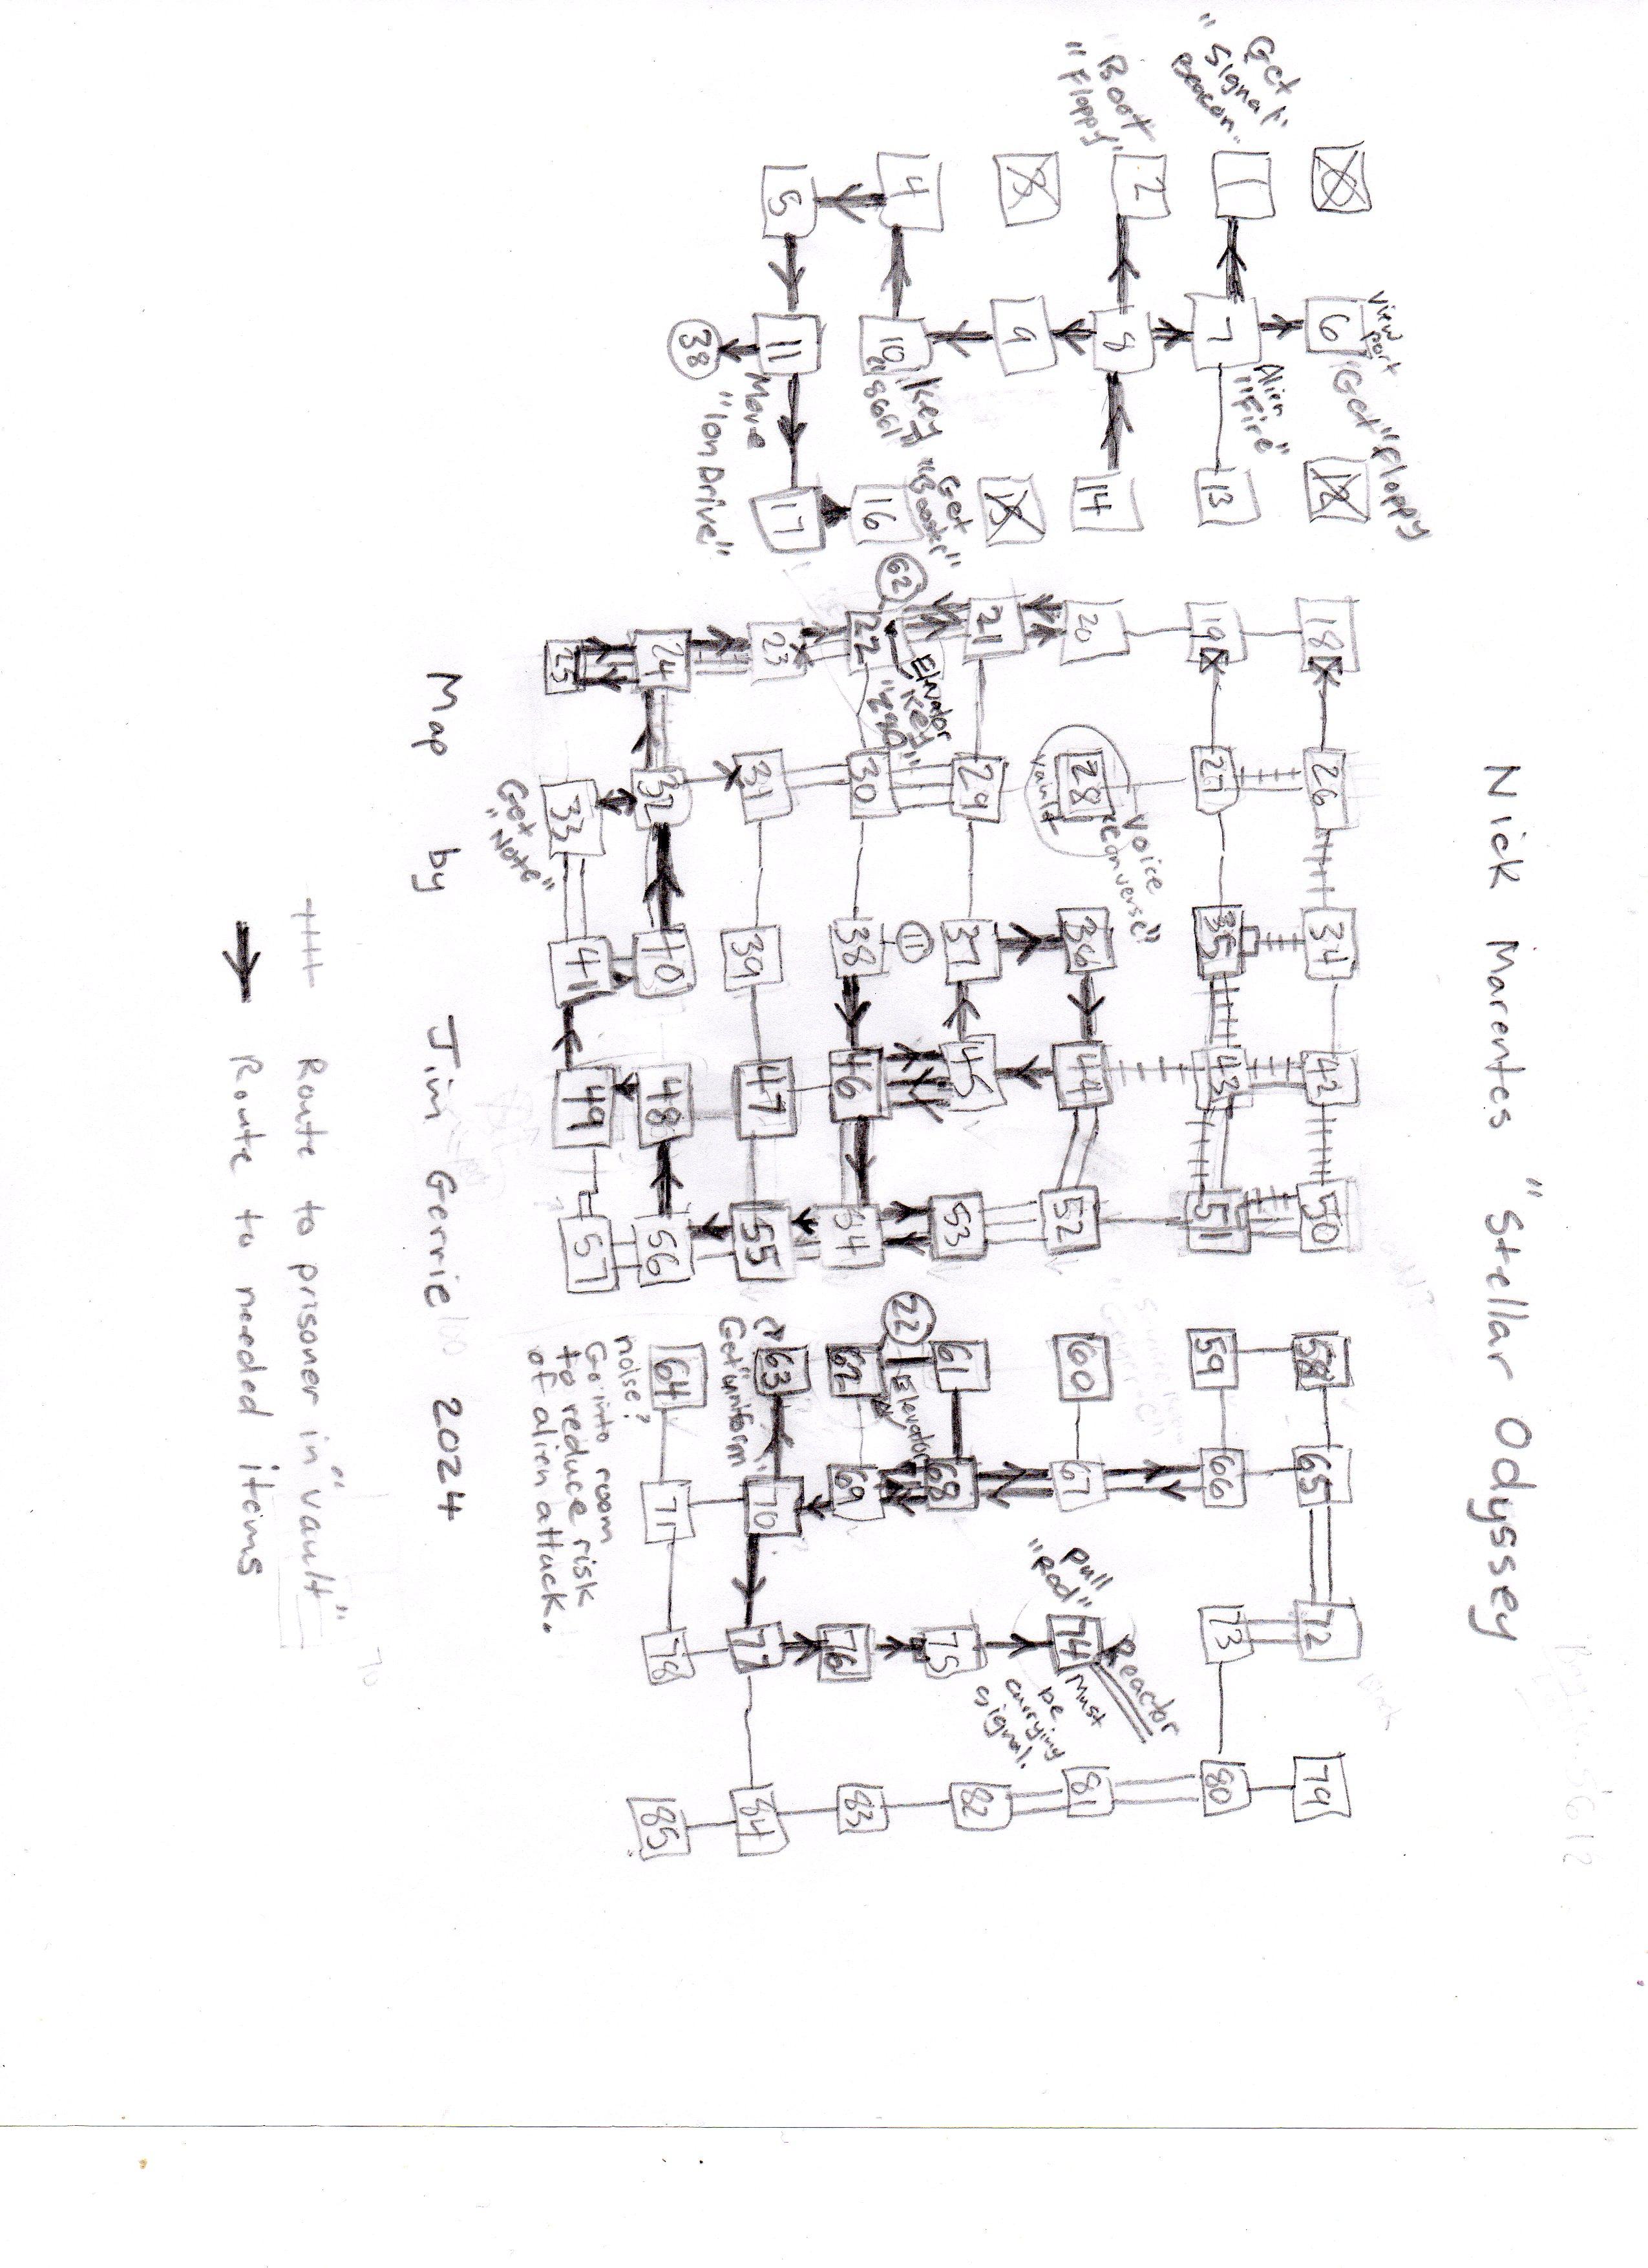 Nick Marentes "Stellar Odyssey
View Port
"Get "Floppy
0 6 12
Get
"Signal"
Beacon"
1 7 13
Alien
"Fire"
2 8 14
Boot
"Floppy"
3 9 15
4 10 16
Key
"8661"
Get
"Booster"
5 11 17
Move
"Ion Drive"
38
18 26 34 42 50
19 27 35 43 51
20 28 36 44 52
Voice
"Converse"
Vault
21 29 37 45 53
62
Elevator
Key
11
22 30 38 46 54
23 31 39 47 55
24 32 40 48 56
25 33 41 49 57
Get
"Note"
58 65 72 79
59 66 73 80
60 67 74 81
Reactor
Pull
"Rod"
Must
be
carrying
signal.
61 68 75 82
22
Elevator
62 69 76 83
63 70 77 84
Get "uniform"
64 71 78 85
noise?
Go into room
to reduce risk
of alien attack.
Map by Jim Gerrie 2024
Route to prisoner in "vault"
Route to needed items